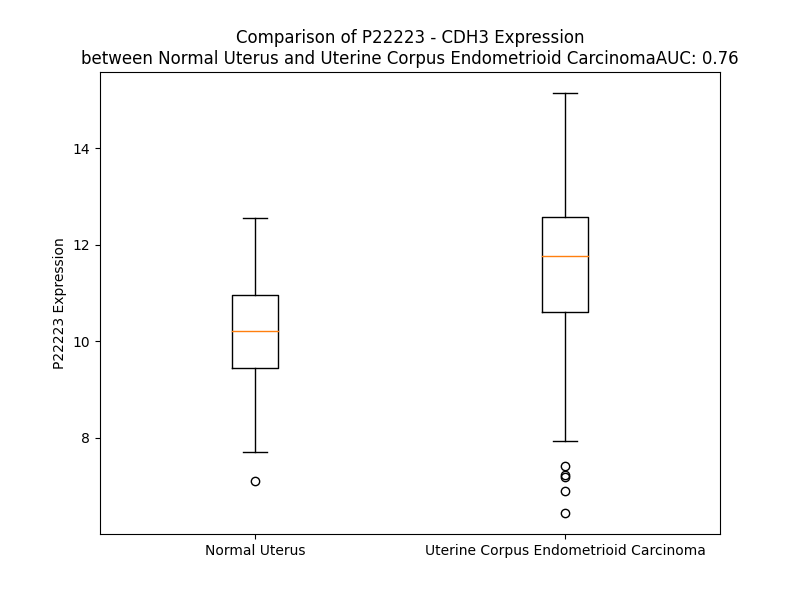 Comparison of P22223 - CDH3 Expression
between Normal Uterus and Uterine Corpus Endometrioid CarcinomaAUC: 0.76
14
12
10
8
P22223 Expression
Normal Uterus
Uterine Corpus Endometrioid Carcinoma